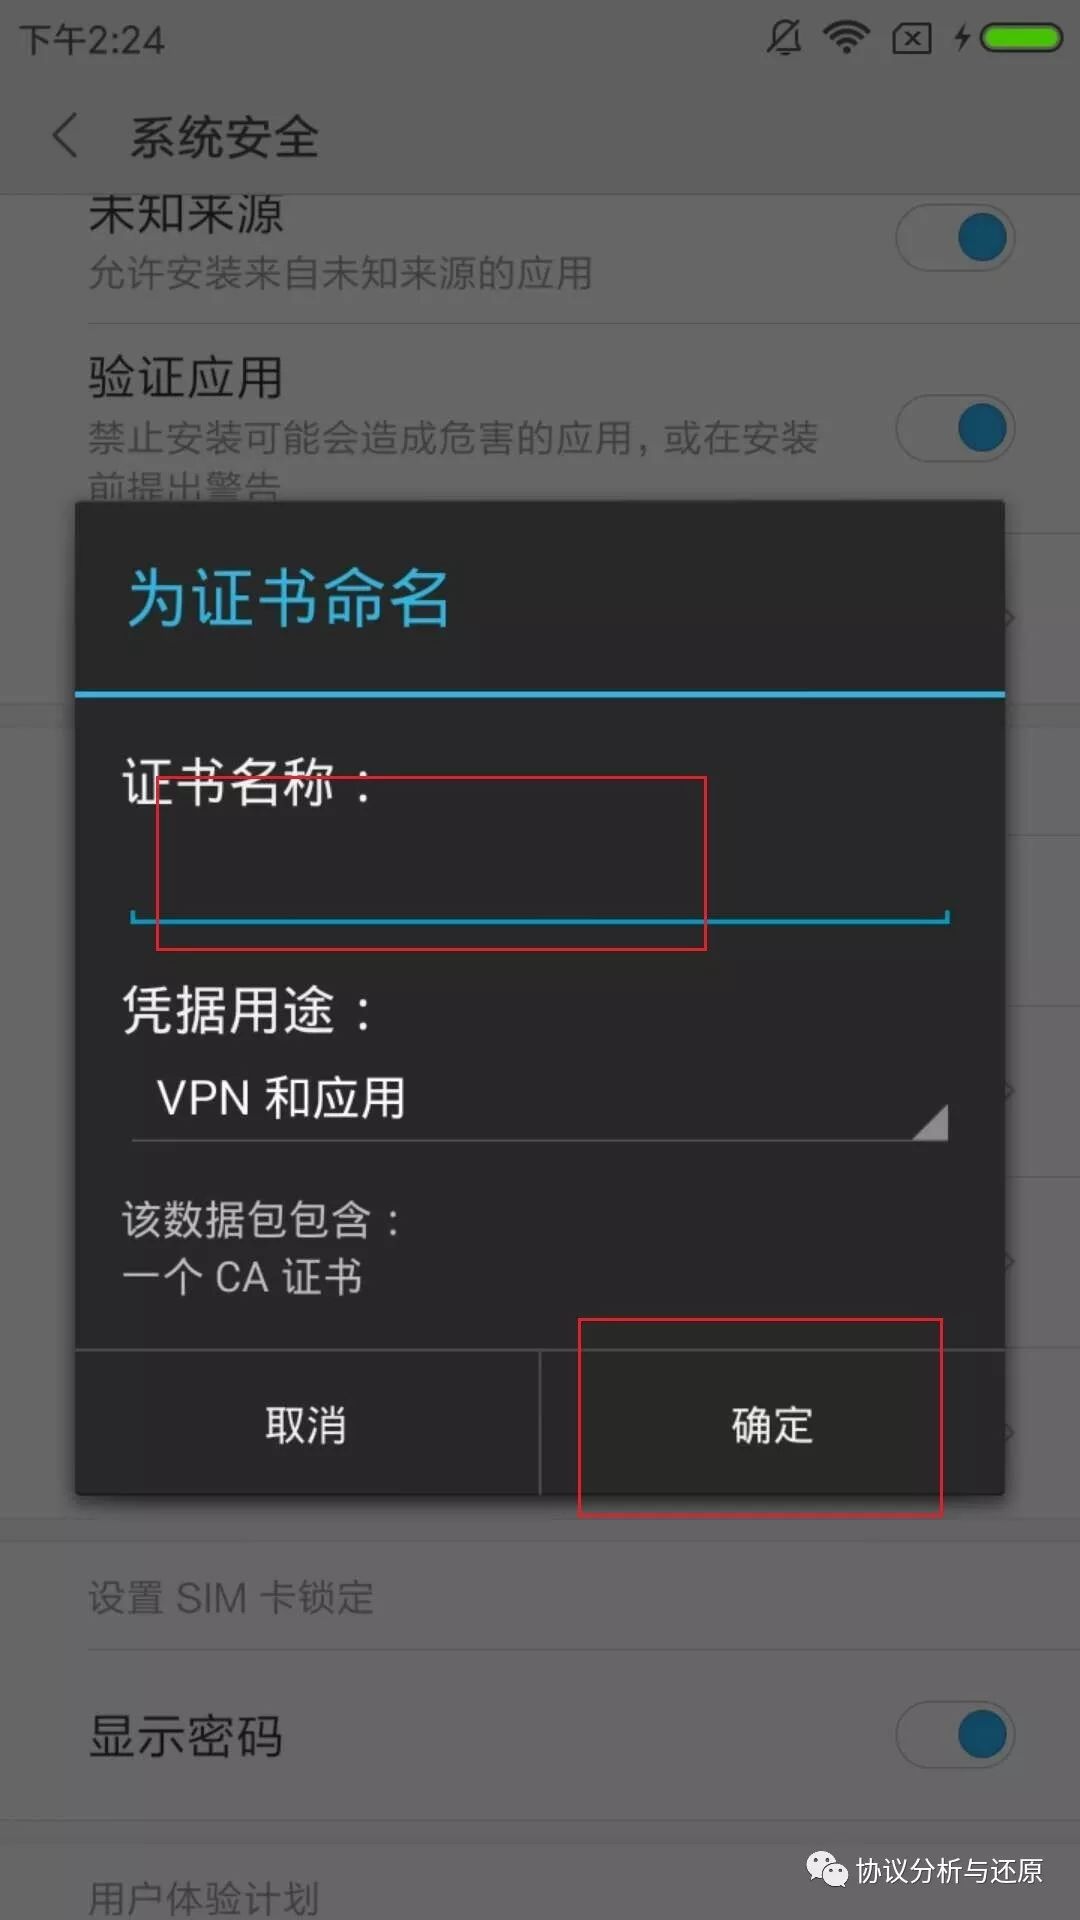 下午2:24
系统安全
未知来源
允许安装来自未知来源的应用
验证应用
禁止安装可能会造成危害的应用，或在安装
前提出警告
为证书命名
证书名称：
凭据用途：
VPN 和应用
该数据包包含：
一个 CA 证书
取消
确定
设置 SIM 卡锁定
显示密码
用户体验计划
协议分析与还原